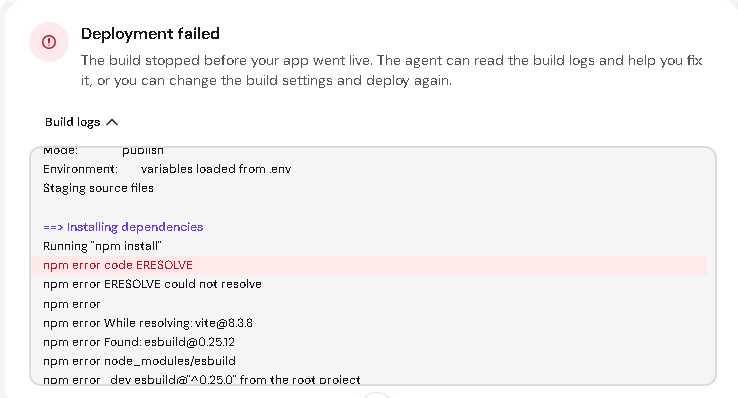 Deployment failed
The build stopped before your app went live. The agent can read the build logs and help you fix
it, or you can change the build settings and deploy again.
Build logs
Mode: publish
Environment: variables loaded from .env
Staging source files
==> Installing dependencies
Running "npm install"
npm error code ERESOLVE
npm error ERESOLVE could not resolve
npm error
npm error While resolving: vite@8.3.8
npm error Found: esbuild@0.25.12
npm error node_modules/esbuild
npm error dev esbuild@"^0.25.0" from the root project